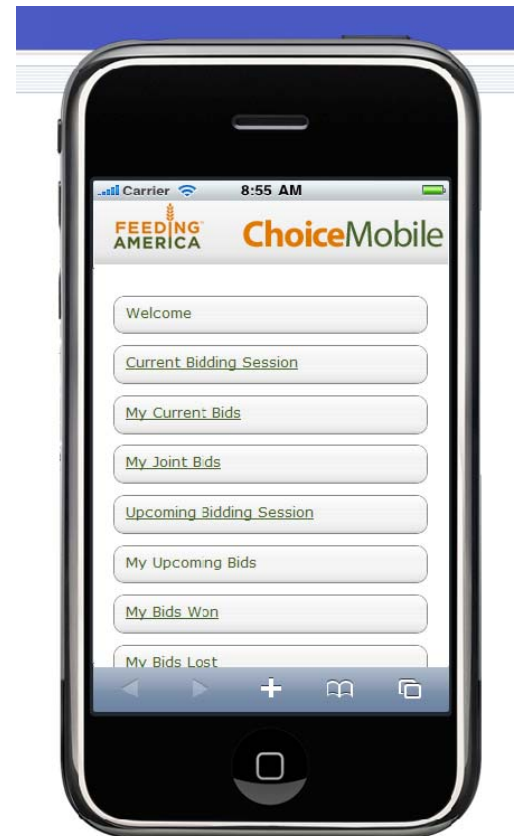 Carrier 8:55 AM
FEEDING™
AMERICA
ChoiceMobile
Welcome
Current Bidding Session
My Current Bids
My Joint Bids
Upcoming Bidding Session
My Upcoming Bids
My Bids Won
My Bids Lost